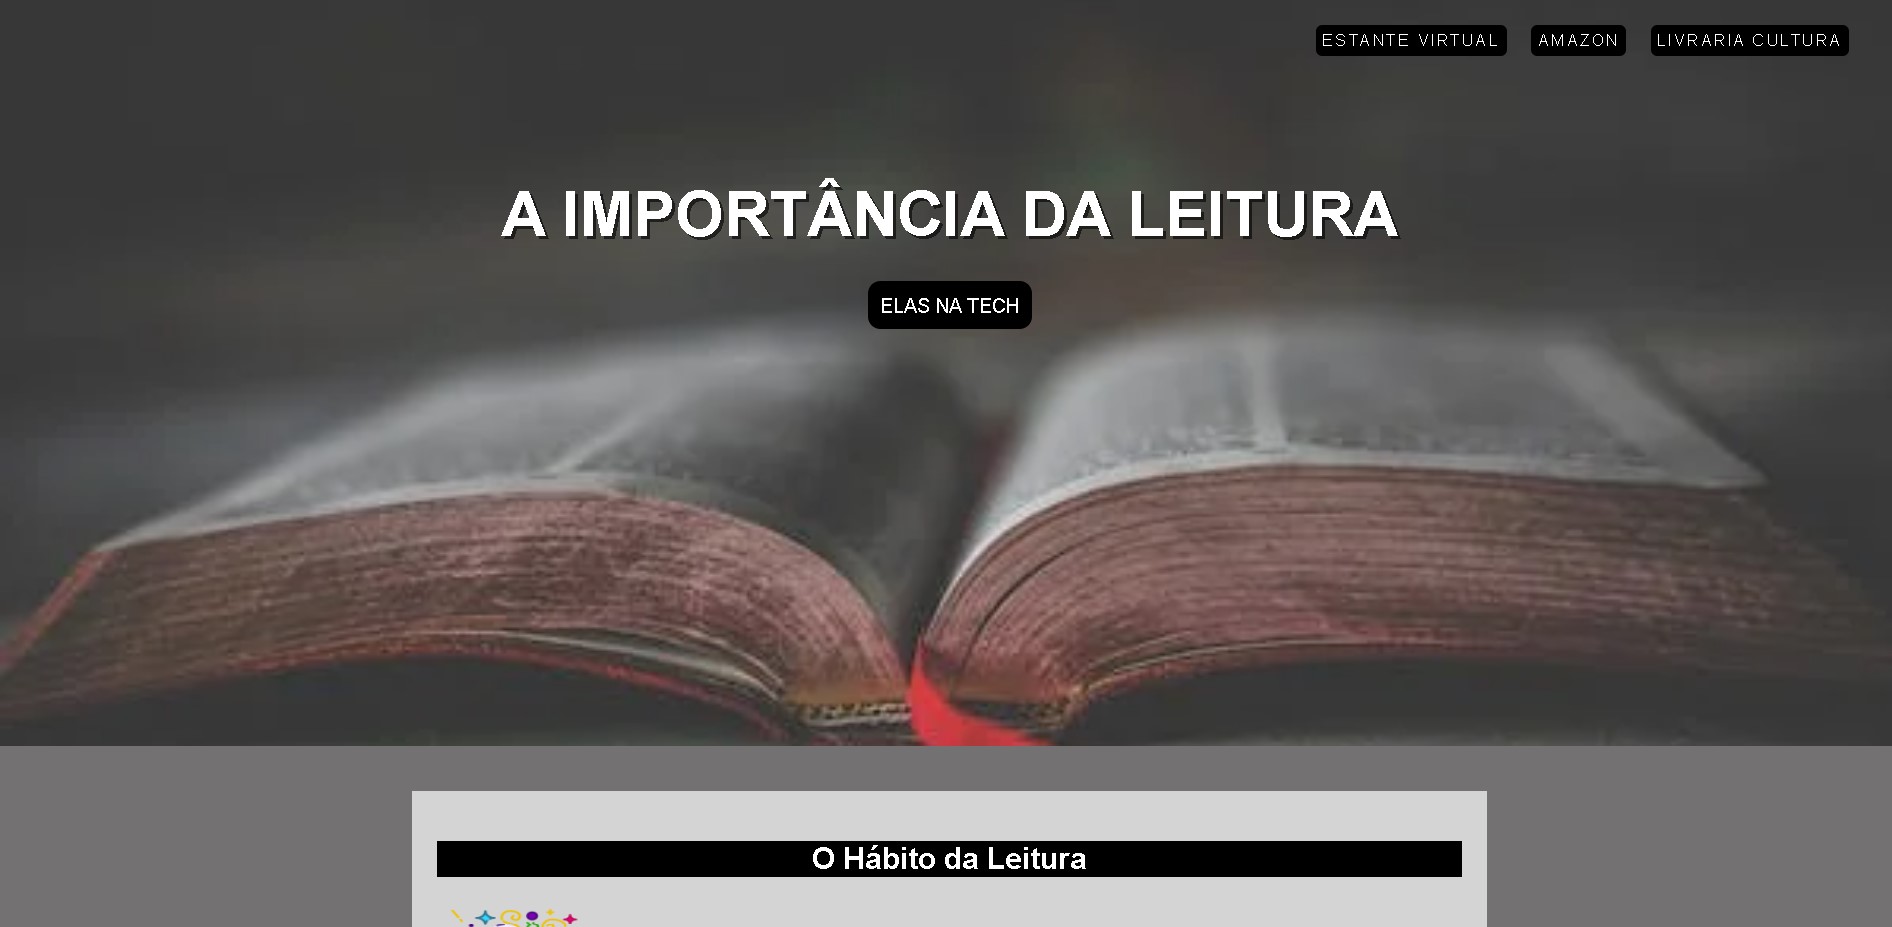 ESTANTE VIRTUAL AMAZON LIVRARIA CULTURA
A IMPORTÂNCIA DA LEITURA
ELAS NA TECH
O Hábito da Leitura